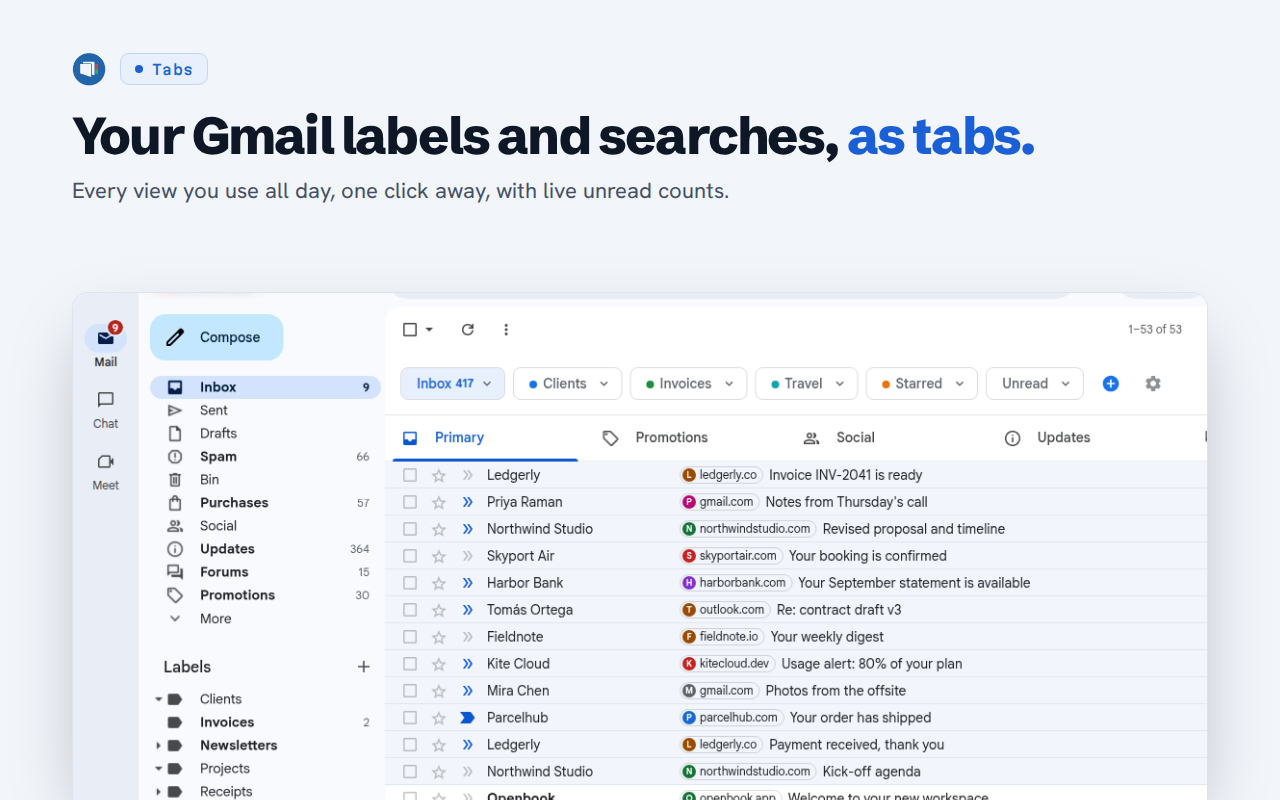 Tabs
Your Gmail labels and searches, as tabs.
Every view you use all day, one click away, with live unread counts.
9
Mail
Chat
Meet
Compose
Inbox 9
Sent
Drafts
Spam 66
Bin
Purchases 57
Social
Updates 364
Forums 15
Promotions 30
More
Labels
Clients
Invoices 2
Newsletters
Projects
Receipts
1–53 of 53
Inbox 417 Clients Invoices Travel Starred Unread
Primary Promotions Social Updates
Ledgerly L ledgerly.co Invoice INV-2041 is ready
Priya Raman P gmail.com Notes from Thursday's call
Northwind Studio N northwindstudio.com Revised proposal and timeline
Skyport Air S skyportair.com Your booking is confirmed
Harbor Bank H harborbank.com Your September statement is available
Tomás Ortega T outlook.com Re: contract draft v3
Fieldnote F fieldnote.io Your weekly digest
Kite Cloud K kitecloud.dev Usage alert: 80% of your plan
Mira Chen M gmail.com Photos from the offsite
Parcelhub P parcelhub.com Your order has shipped
Ledgerly L ledgerly.co Payment received, thank you
Northwind Studio N northwindstudio.com Kick-off agenda
Openbook O openbook.app Welcome to your new workspace